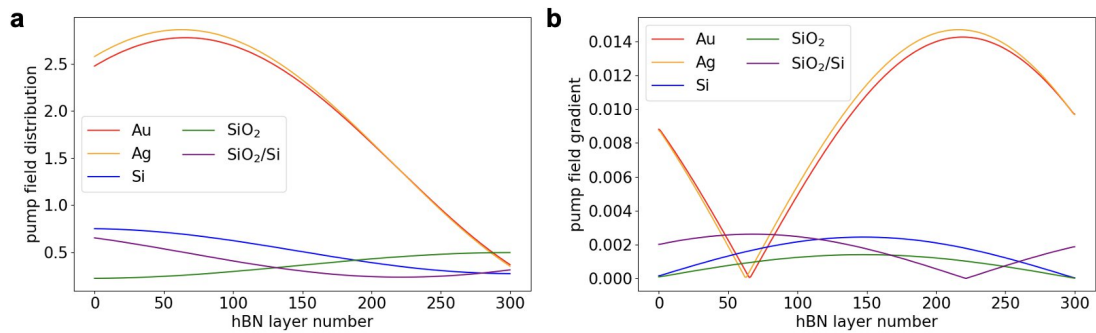 a
pump field distribution
2.5
2.0
1.5
1.0
0.5
Au
Ag
Si
SiO₂
SiO₂/Si
0 50 100 150 200 250 300
hBN layer number
b
pump field gradient
0.014
0.012
0.010
0.008
0.006
0.004
0.002
0.000
Au
Ag
Si
SiO₂
SiO₂/Si
0 50 100 150 200 250 300
hBN layer number